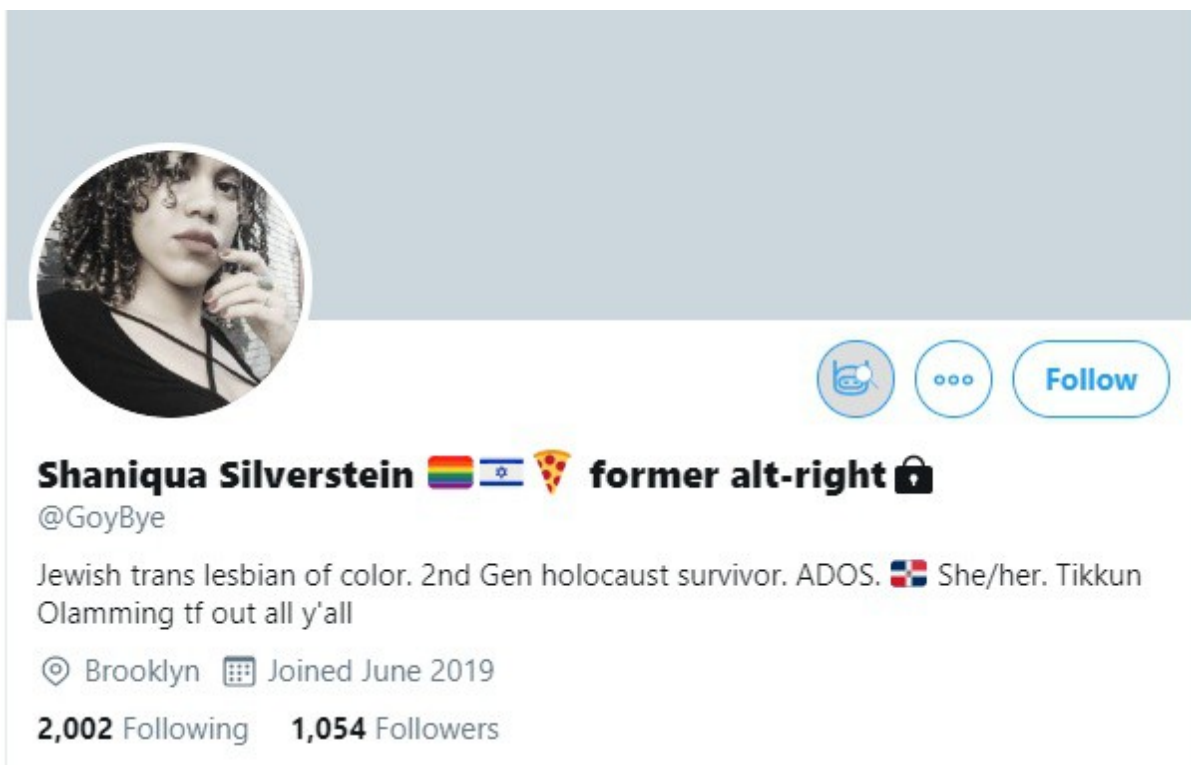 Follow
Shaniqua Silverstein 🏳️‍🌈🇮🇱🍕 former alt-right🔒
@GoyBye
Jewish trans lesbian of color. 2nd Gen holocaust survivor. ADOS. 🇩🇴 She/her. Tikkun
Olamming tf out all y'all
Brooklyn Joined June 2019
2,002 Following 1,054 Followers